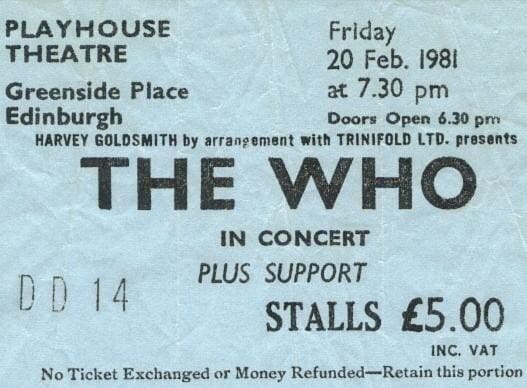 PLAYHOUSE
THEATRE
Greenside Place
Edinburgh
Friday
20 Feb. 1981
at 7.30 pm
Doors Open 6.30 pm
HARVEY GOLDSMITH by arrangement with TRINIFOLD LTD. presents
THE WHO
IN CONCERT
PLUS SUPPORT
DD 14
STALLS £5.00
INC. VAT
No Ticket Exchanged or Money Refunded—Retain this portion